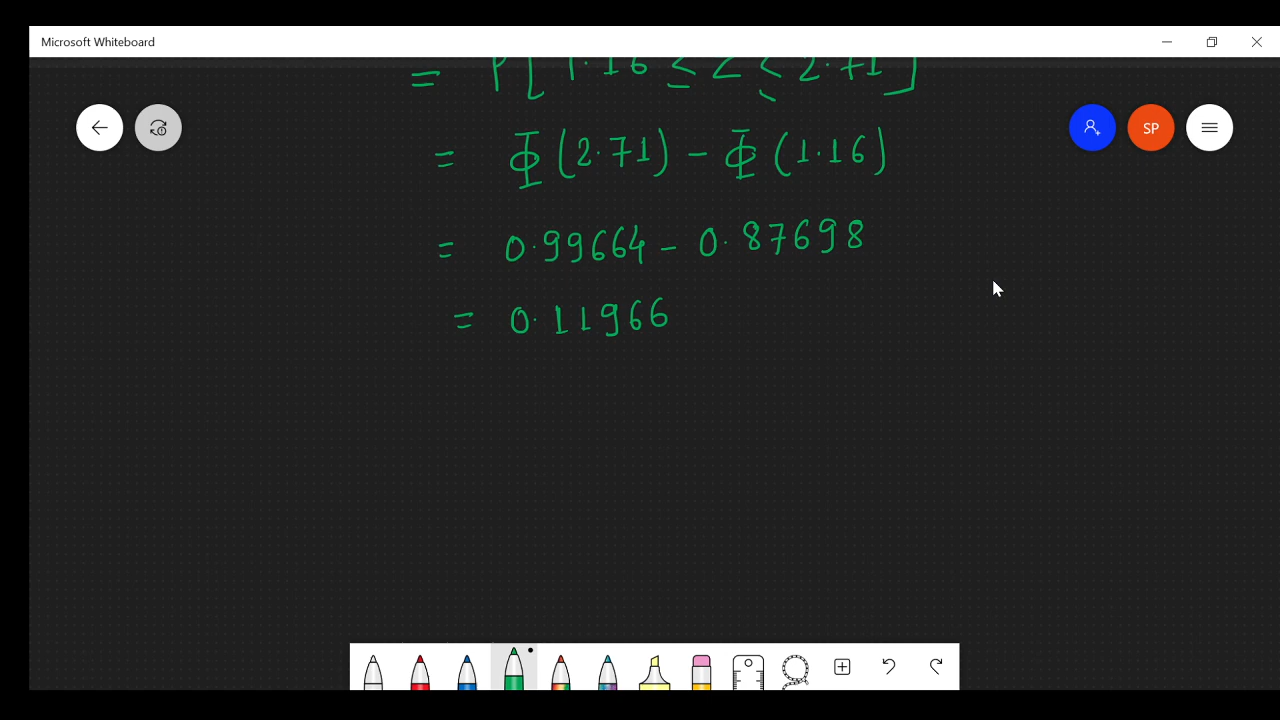 Microsoft Whiteboard
= P[1.16 ≤ Z ≤ 2.71]
SP
= Φ(2.71) - Φ(1.16)
= 0.99664 - 0.87698
= 0.11966